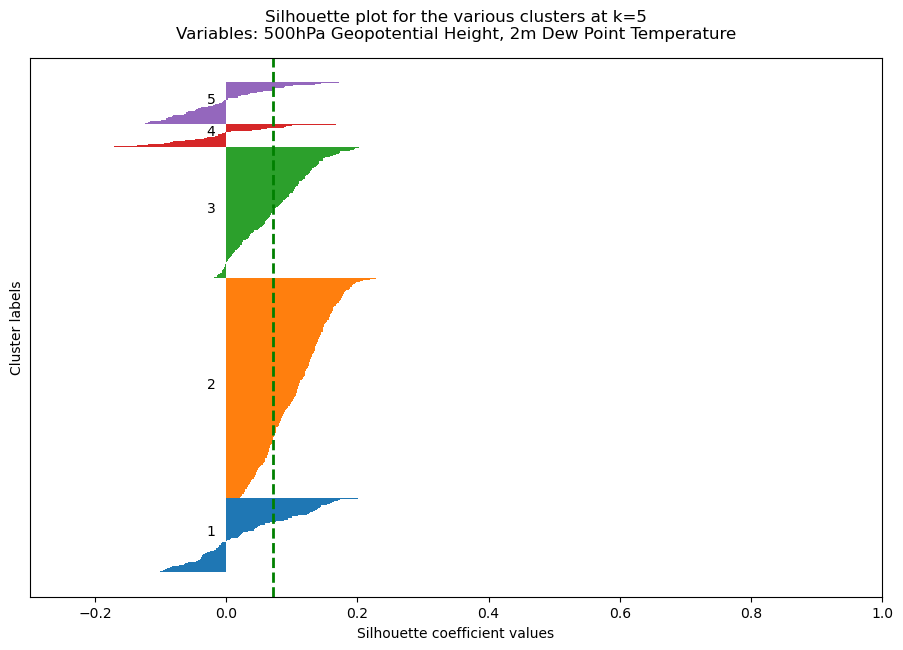 Silhouette plot for the various clusters at k=5
Variables: 500hPa Geopotential Height, 2m Dew Point Temperature
5
4
3
2
1
Cluster labels
−0.2 0.0 0.2 0.4 0.6 0.8 1.0
Silhouette coefficient values